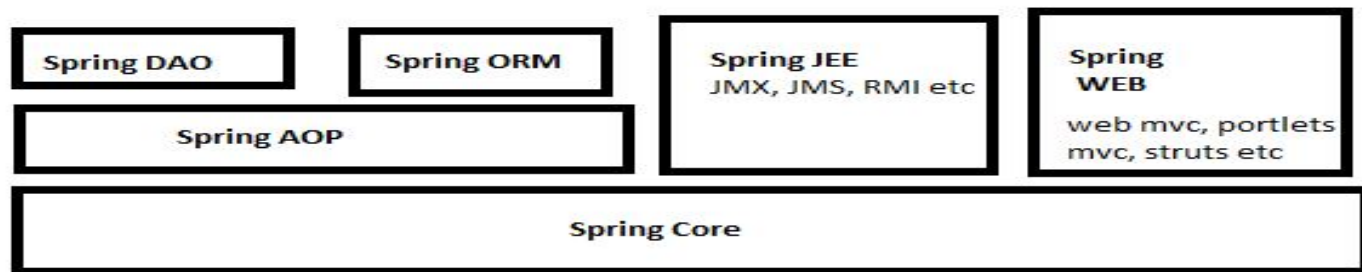 Spring DAO
Spring ORM
Spring JEE
JMX, JMS, RMI etc
Spring
WEB
web mvc, portlets
mvc, struts etc
Spring AOP
Spring Core